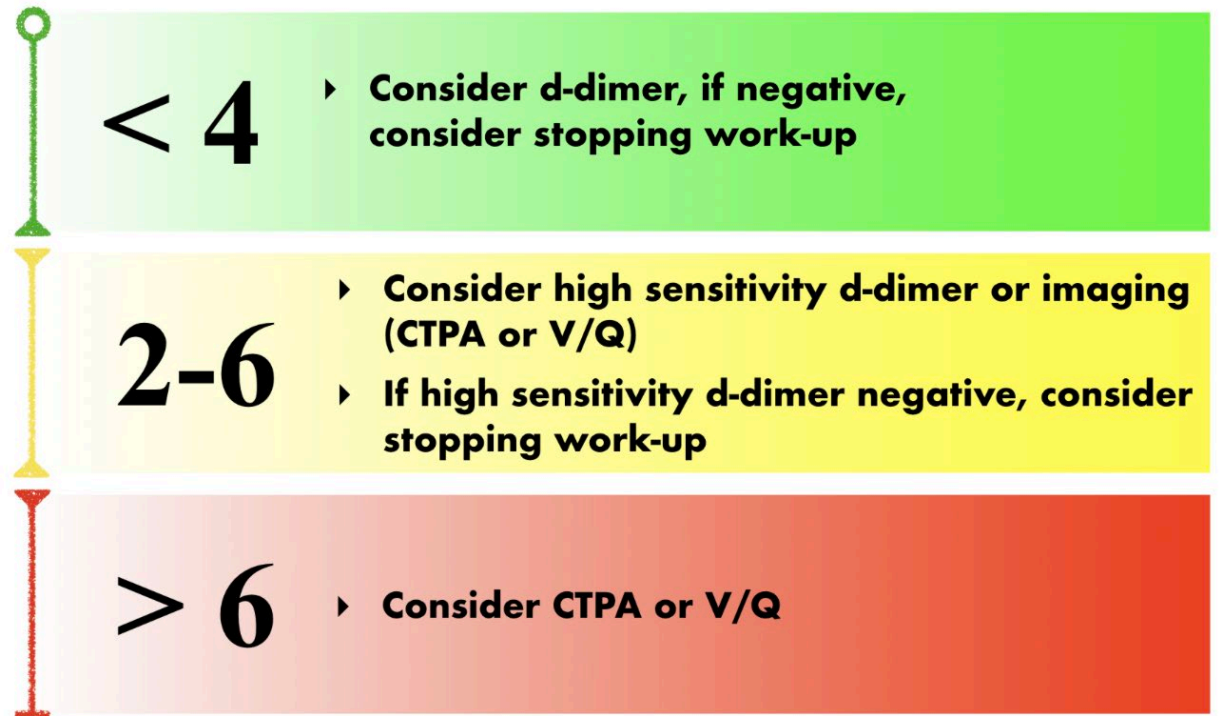 < 4
‣ Consider d-dimer, if negative,
consider stopping work-up
2-6
‣ Consider high sensitivity d-dimer or imaging
(CTPA or V/Q)
‣ If high sensitivity d-dimer negative, consider
stopping work-up
> 6
‣ Consider CTPA or V/Q